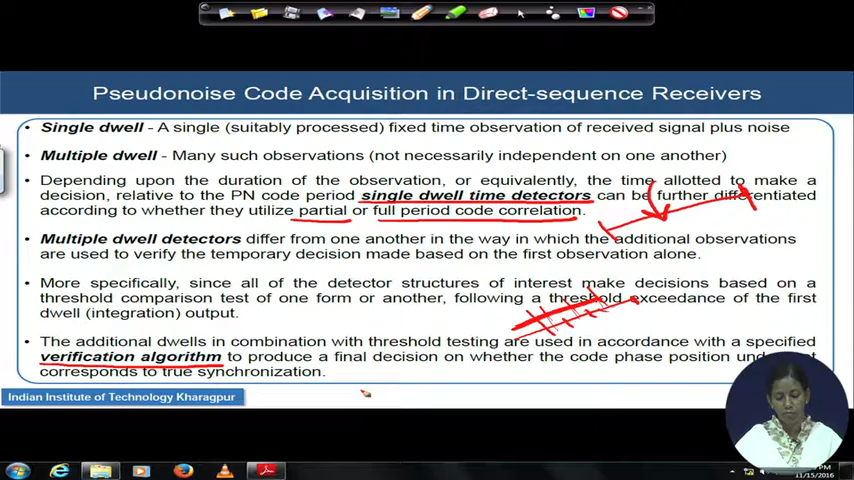 Pseudonoise Code Acquisition in Direct-sequence Receivers
• Single dwell - A single (suitably processed) fixed time observation of received signal plus noise
• Multiple dwell - Many such observations (not necessarily independent on one another)
• Depending upon the duration of the observation, or equivalently, the time allotted to make a
decision, relative to the PN code period single dwell time detectors can be further differentiated
according to whether they utilize partial or full period code correlation.
• Multiple dwell detectors differ from one another in the way in which the additional observations
are used to verify the temporary decision made based on the first observation alone.
• More specifically, since all of the detector structures of interest make decisions based on a
threshold comparison test of one form or another, following a threshold exceedance of the first
dwell (integration) output.
• The additional dwells in combination with threshold testing are used in accordance with a specified
verification algorithm to produce a final decision on whether the code phase position
corresponds to true synchronization.
Indian Institute of Technology Kharagpur
PM
11/15/2016